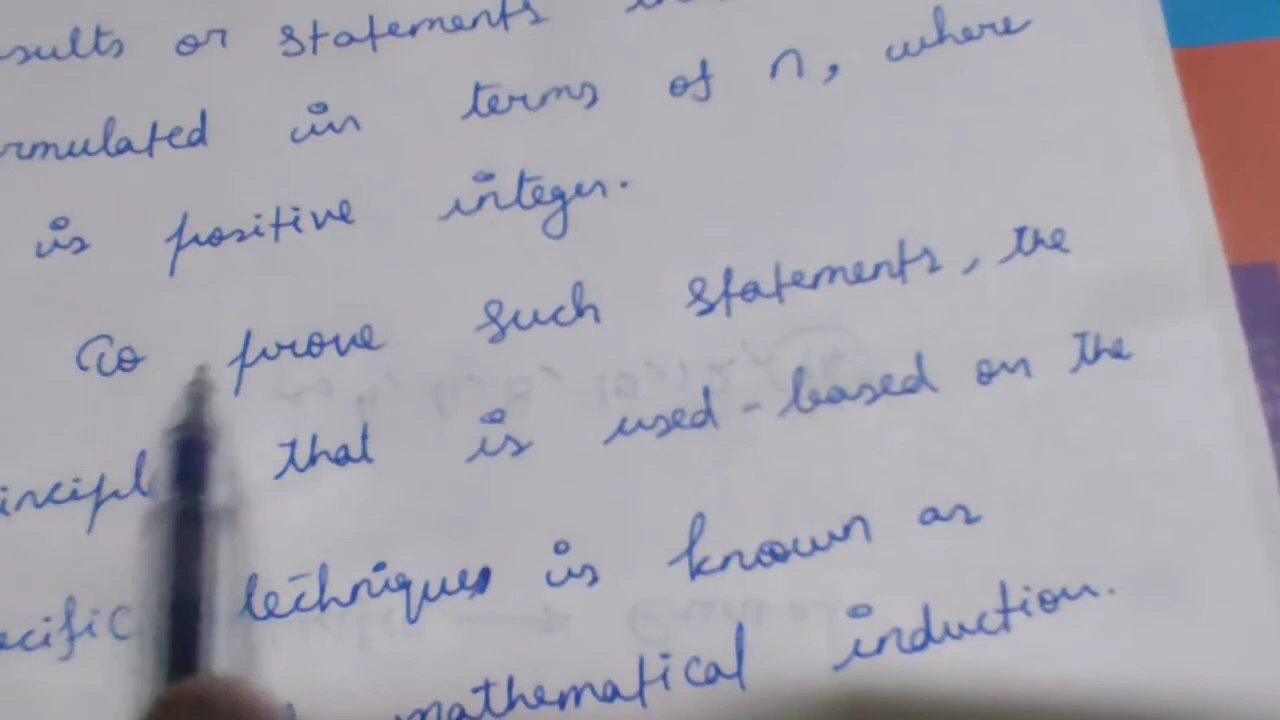 sults or statements
rmulated in terms of n, where
is positive integer.
To prove such statements, the
incipl that is used - based on the
ecific techniques is known as
mathematical induction.